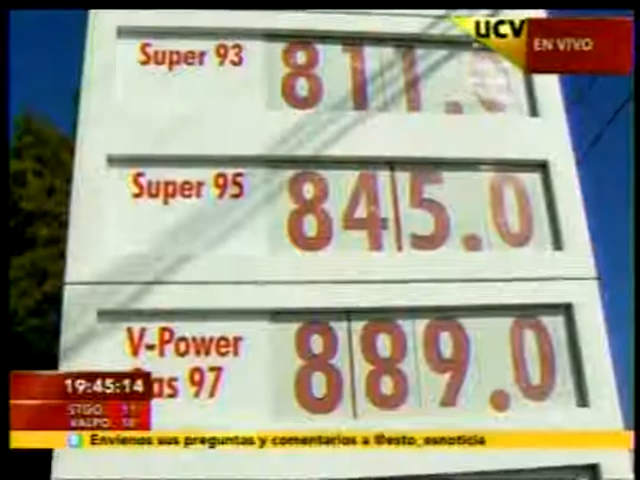 UCV
EN VIVO
Super 93
811.0
Super 95
845.0
V-Power
as 97
889.0
19:45:14
STGO.
VALPO.
Envíenos sus preguntas y comentarios a @esto_esnoticia